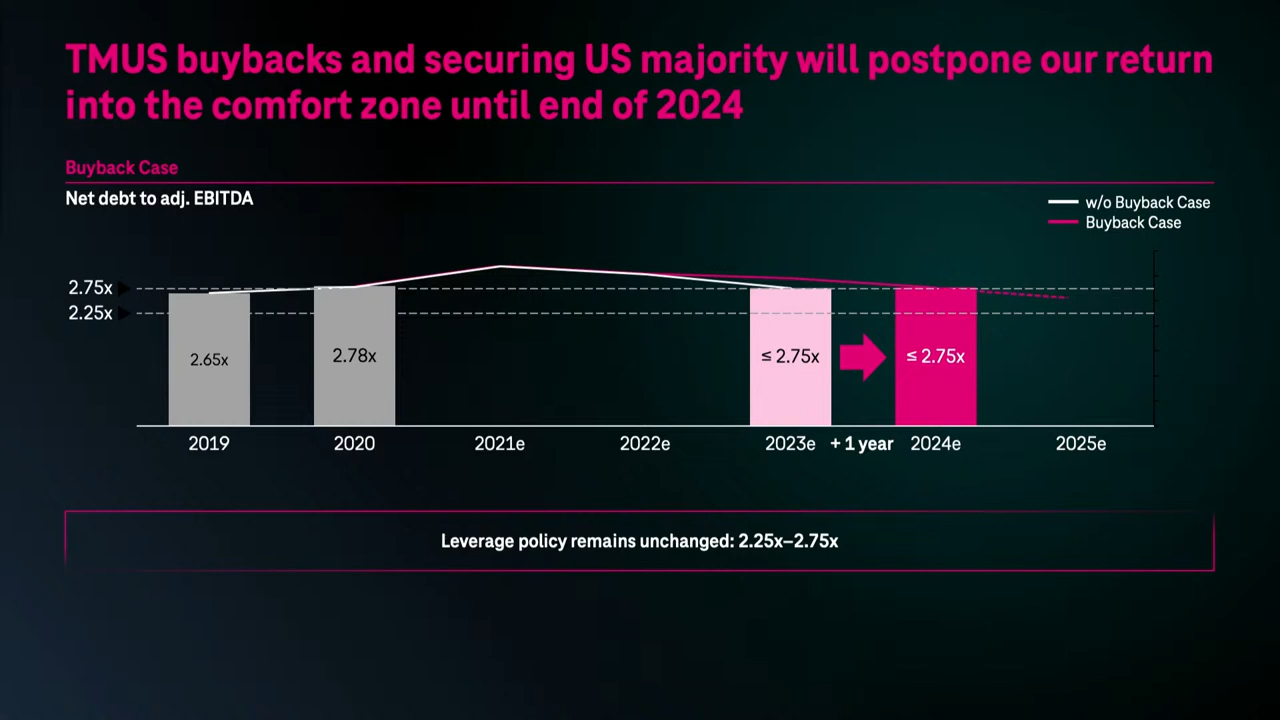 TMUS buybacks and securing US majority will postpone our return
into the comfort zone until end of 2024
Buyback Case
Net debt to adj. EBITDA
w/o Buyback Case
Buyback Case
2.75x
2.25x
2.65x
2.78x
≤ 2.75x
≤ 2.75x
2019
2020
2021e
2022e
2023e
+ 1 year
2024e
2025e
Leverage policy remains unchanged: 2.25x–2.75x